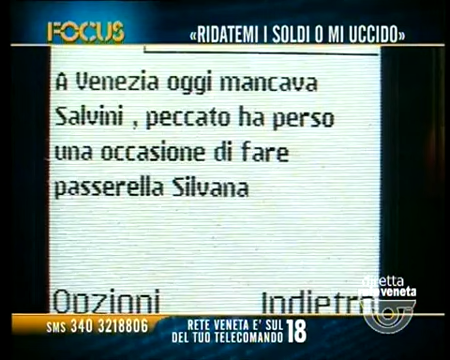 FOCUS
«RIDATEMI I SOLDI O MI UCCIDO»
A Venezia oggi mancava
Salvini , peccato ha perso
una occasione di fare
passerella Silvana
Opzioni Indietro
diretta
reteveneta
SMS 340 3218806
RETE VENETA E' SUL
DEL TUO TELECOMANDO 18